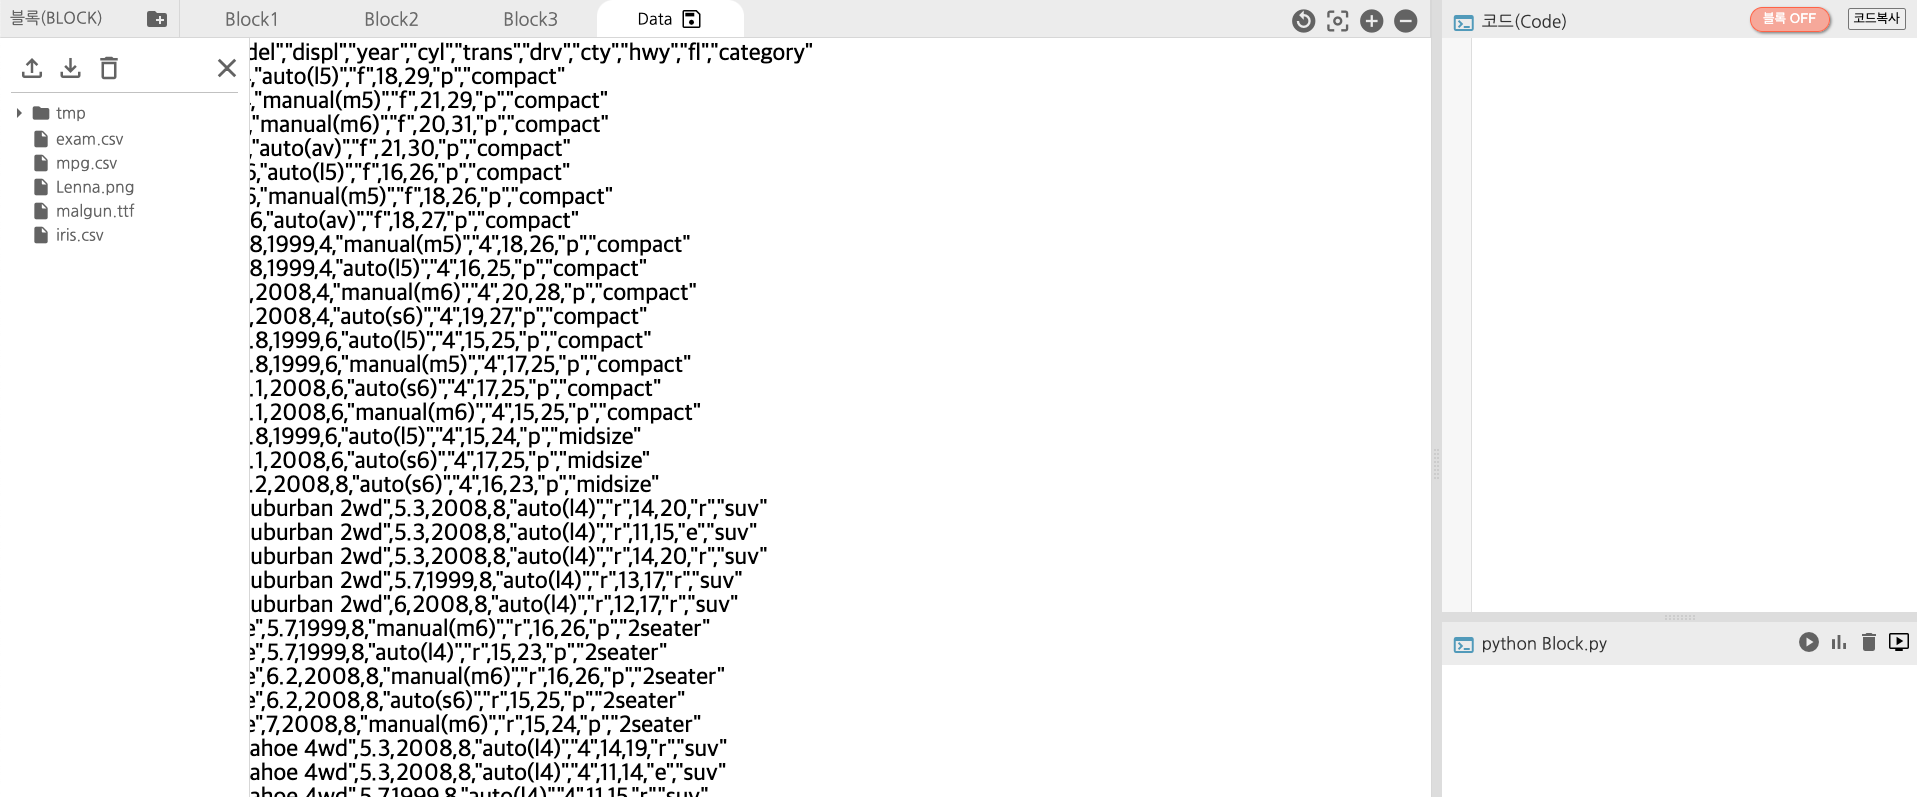 블록(BLOCK)
Block1
Block2
Block3
Data
코드(Code)
블록 OFF
코드복사
tmp
exam.csv
mpg.csv
Lenna.png
malgun.ttf
iris.csv
del","displ","year","cyl","trans","drv","cty","hwy","fl","category"
,"auto(l5)","f",18,29,"p","compact"
,"manual(m5)","f",21,29,"p","compact"
,"manual(m6)","f",20,31,"p","compact"
,"auto(av)","f",21,30,"p","compact"
6,"auto(l5)","f",16,26,"p","compact"
6,"manual(m5)","f",18,26,"p","compact"
6,"auto(av)","f",18,27,"p","compact"
8,1999,4,"manual(m5)","4",18,26,"p","compact"
8,1999,4,"auto(l5)","4",16,25,"p","compact"
,2008,4,"manual(m6)","4",20,28,"p","compact"
,2008,4,"auto(s6)","4",19,27,"p","compact"
.8,1999,6,"auto(l5)","4",15,25,"p","compact"
.8,1999,6,"manual(m5)","4",17,25,"p","compact"
.1,2008,6,"auto(s6)","4",17,25,"p","compact"
.1,2008,6,"manual(m6)","4",15,25,"p","compact"
.8,1999,6,"auto(l5)","4",15,24,"p","midsize"
.1,2008,6,"auto(s6)","4",17,25,"p","midsize"
.2,2008,8,"auto(s6)","4",16,23,"p","midsize"
uburban 2wd",5.3,2008,8,"auto(l4)","r",14,20,"r","suv"
uburban 2wd",5.3,2008,8,"auto(l4)","r",11,15,"e","suv"
uburban 2wd",5.3,2008,8,"auto(l4)","r",14,20,"r","suv"
uburban 2wd",5.7,1999,8,"auto(l4)","r",13,17,"r","suv"
uburban 2wd",6,2008,8,"auto(l4)","r",12,17,"r","suv"
e",5.7,1999,8,"manual(m6)","r",16,26,"p","2seater"
e",5.7,1999,8,"auto(l4)","r",15,23,"p","2seater"
e",6.2,2008,8,"manual(m6)","r",16,26,"p","2seater"
e",6.2,2008,8,"auto(s6)","r",15,25,"p","2seater"
e",7,2008,8,"manual(m6)","r",15,24,"p","2seater"
ahoe 4wd",5.3,2008,8,"auto(l4)","4",14,19,"r","suv"
ahoe 4wd",5.3,2008,8,"auto(l4)","4",11,14,"e","suv"
ahoe 4wd",5.7,1999,8,"auto(l4)","4",11,15,"r","suv"
python Block.py